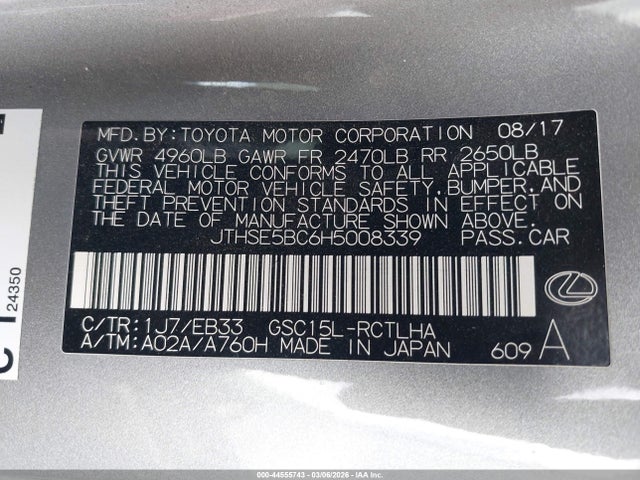 MFD. BY: TOYOTA MOTOR CORPORATION 08/17
GVWR 4960LB GAWR FR 2470LB RR 2650LB
THIS VEHICLE CONFORMS TO ALL APPLICABLE
FEDERAL MOTOR VEHICLE SAFETY, BUMPER, AND
THEFT PREVENTION STANDARDS IN EFFECT ON
THE DATE OF MANUFACTURE SHOWN ABOVE.
JTHSE5BC6H5008339 PASS. CAR
C/TR: 1J7/EB33 GSC15L-RCTLHA
A/TM: A02A/A760H MADE IN JAPAN 609 A
24350
000-44555743 - 03/06/2026 - IAA, Inc.